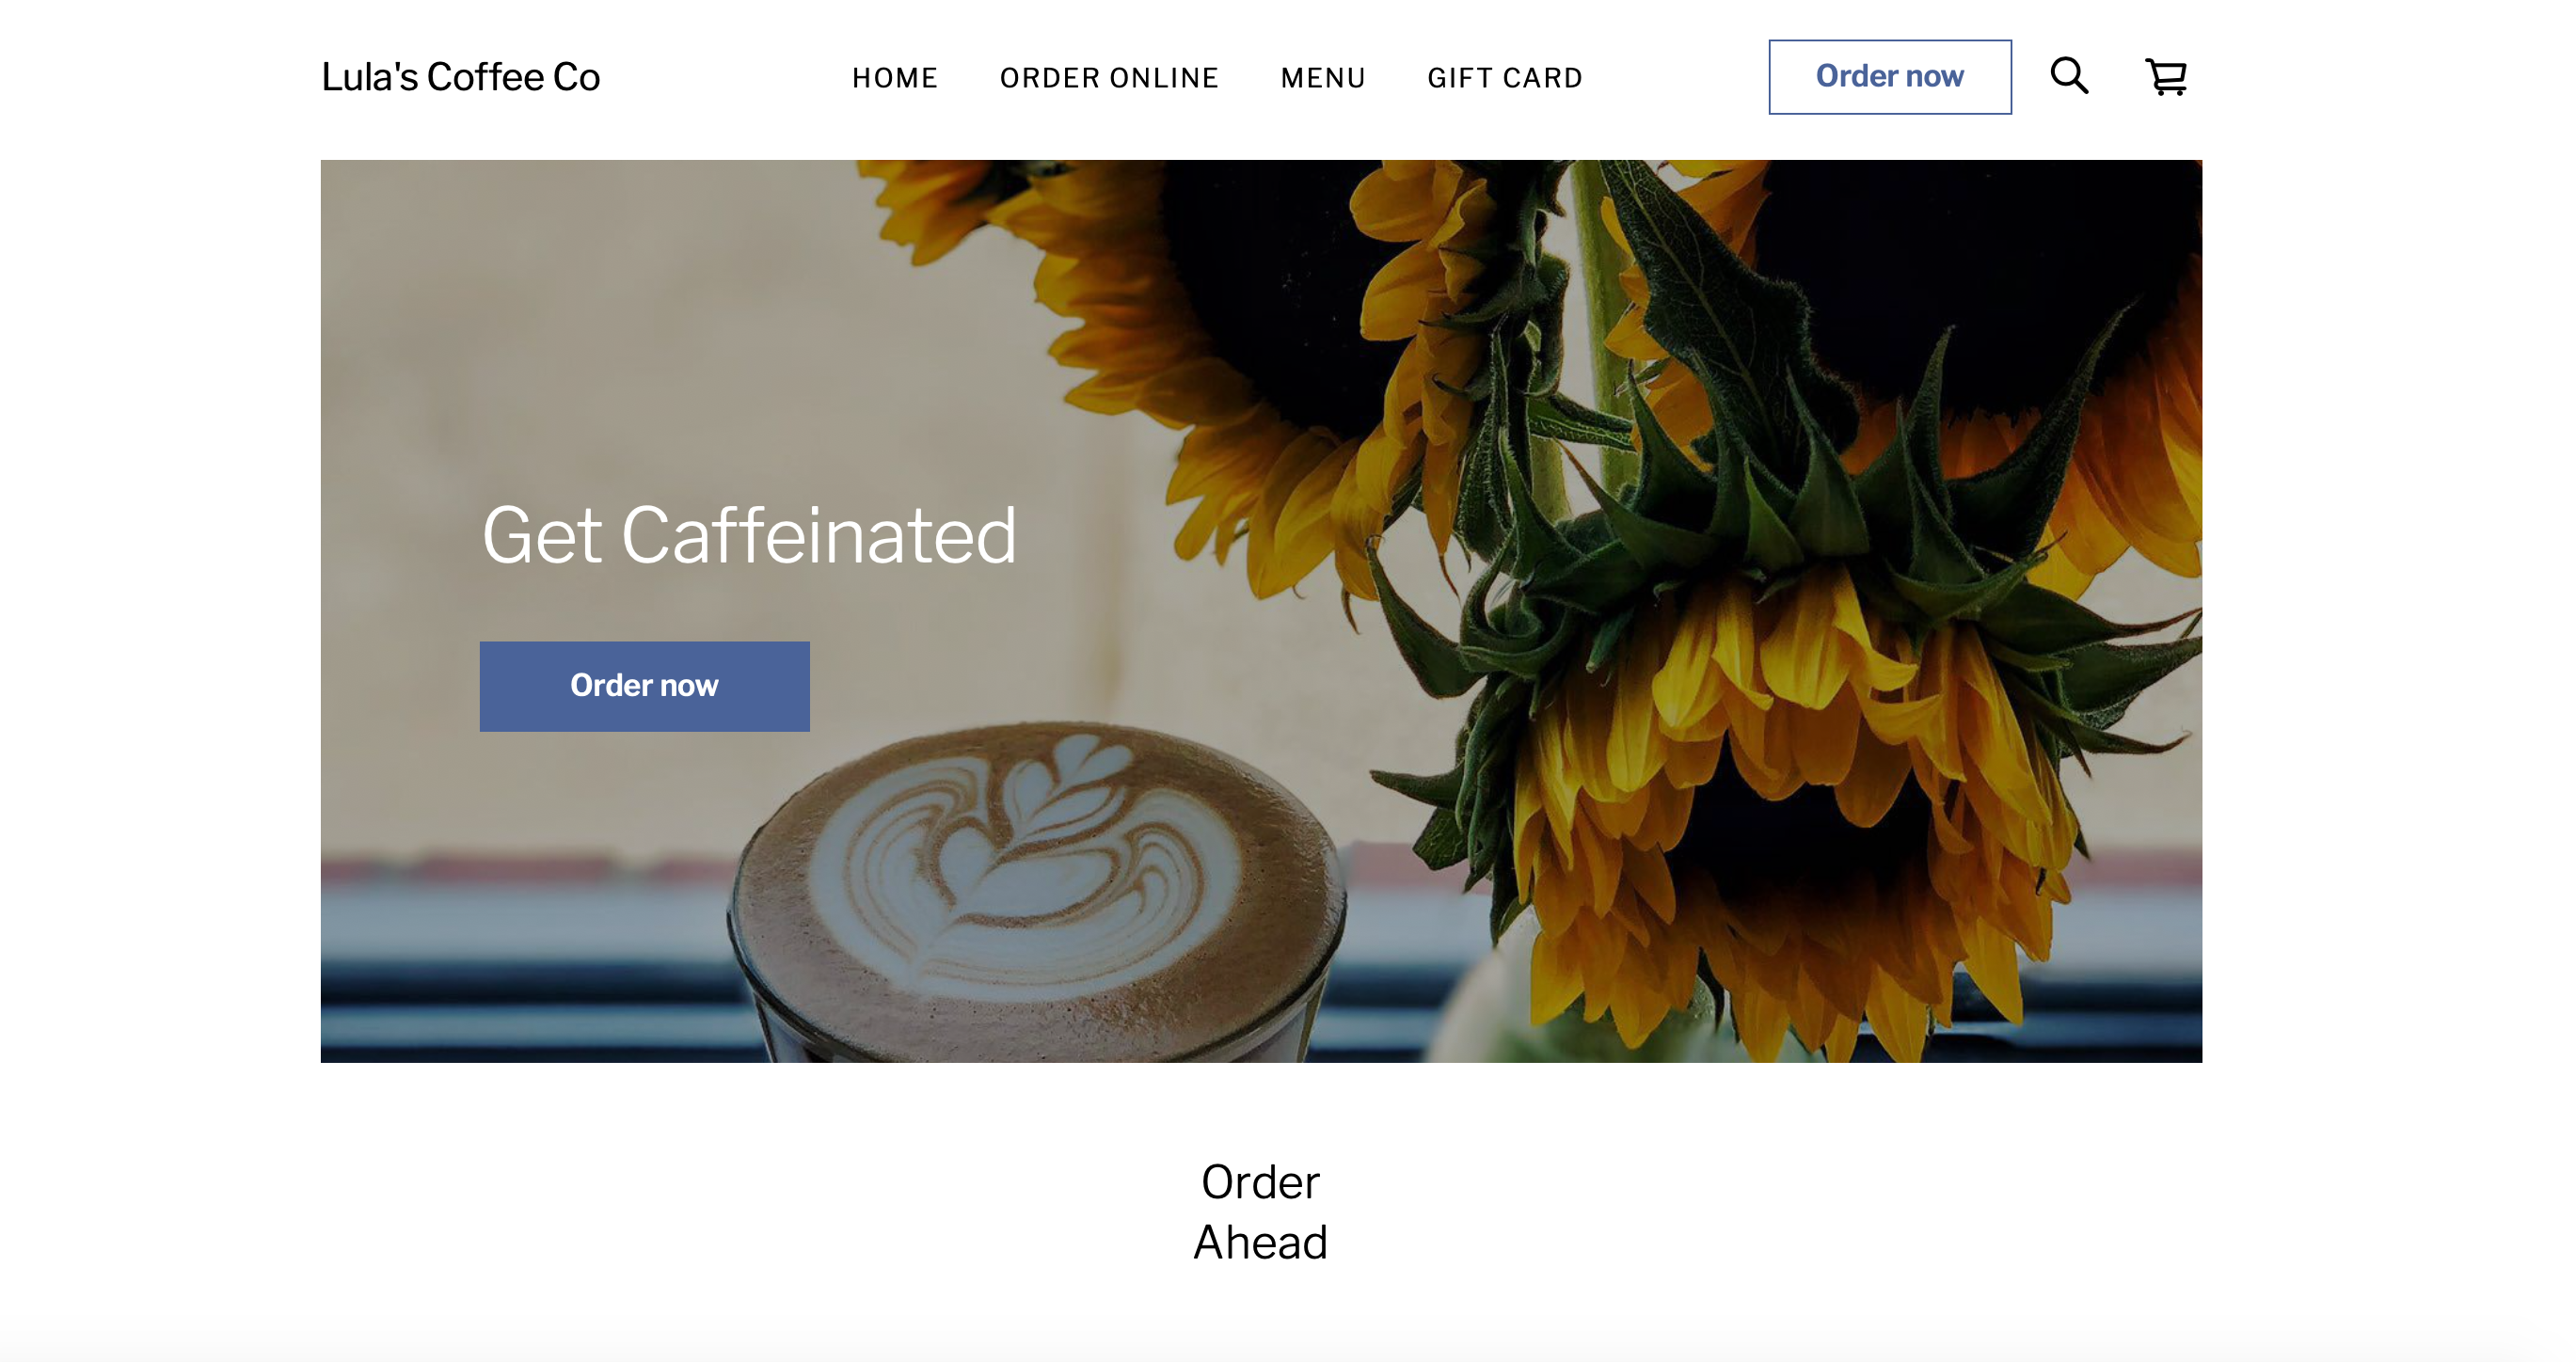 Lula's Coffee Co
HOME
ORDER ONLINE
MENU
GIFT CARD
Order now
Get Caffeinated
Order now
Order
Ahead